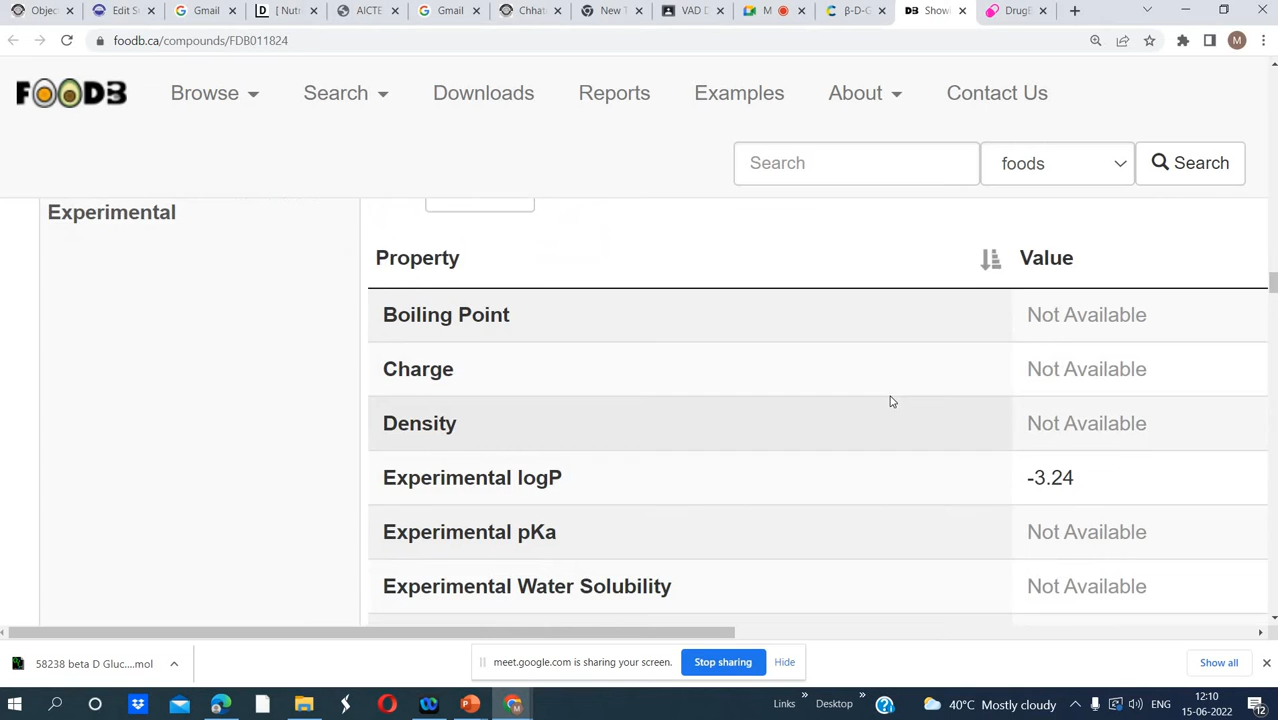 Objec
Edit S
Gmail
[ Nutr
AICTE
Gmail
Chhat
New T
VAD D
M
β-D-G
Show
DrugB
foodb.ca/compounds/FDB011824
M
FOODB
Browse
Search
Downloads
Reports
Examples
About
Contact Us
Search
foods
Search
Experimental
Property
Value
Boiling Point
Not Available
Charge
Not Available
Density
Not Available
Experimental logP
-3.24
Experimental pKa
Not Available
Experimental Water Solubility
Not Available
58238 beta D Gluc....mol
meet.google.com is sharing your screen.
Stop sharing
Hide
Show all
Links
Desktop
40°C Mostly cloudy
ENG
12:10
15-06-2022
12